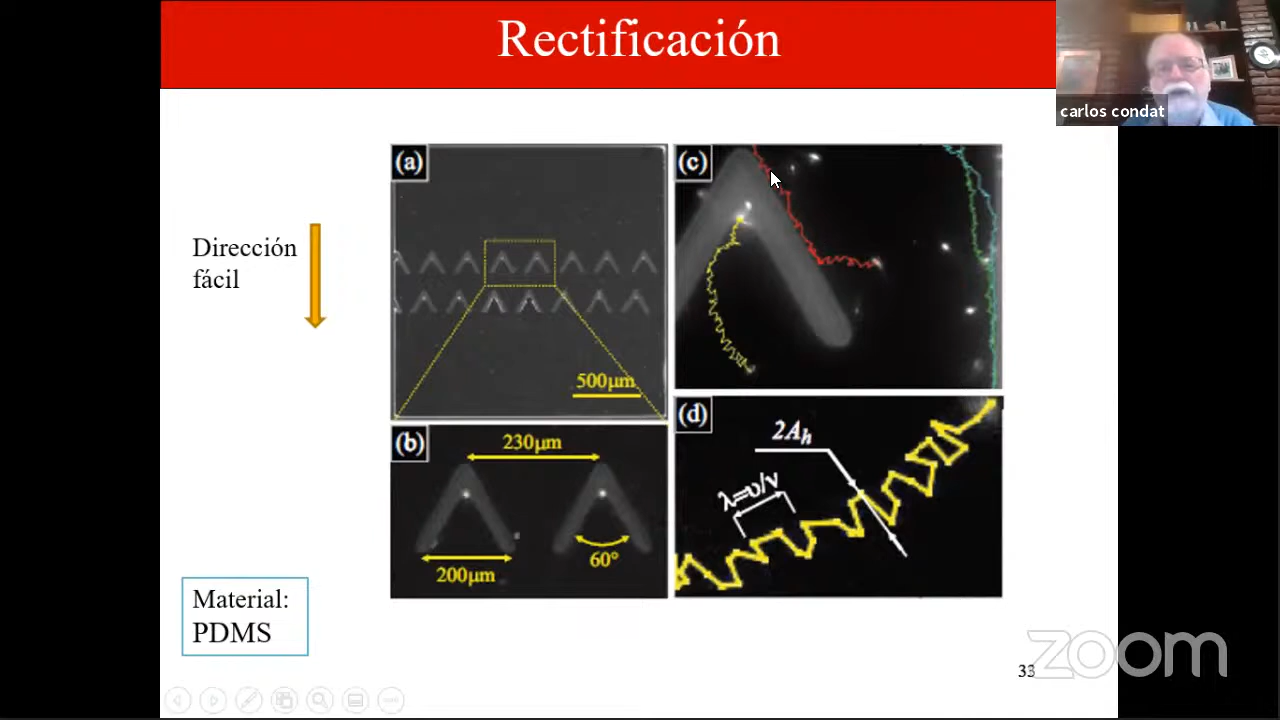 Rectificación
carlos condat
Dirección
fácil
(a)
500μm
(b)
230μm
200μm
60°
(c)
(d)
2Aₕ
λ=υ/ν
Material:
PDMS
33
zoom